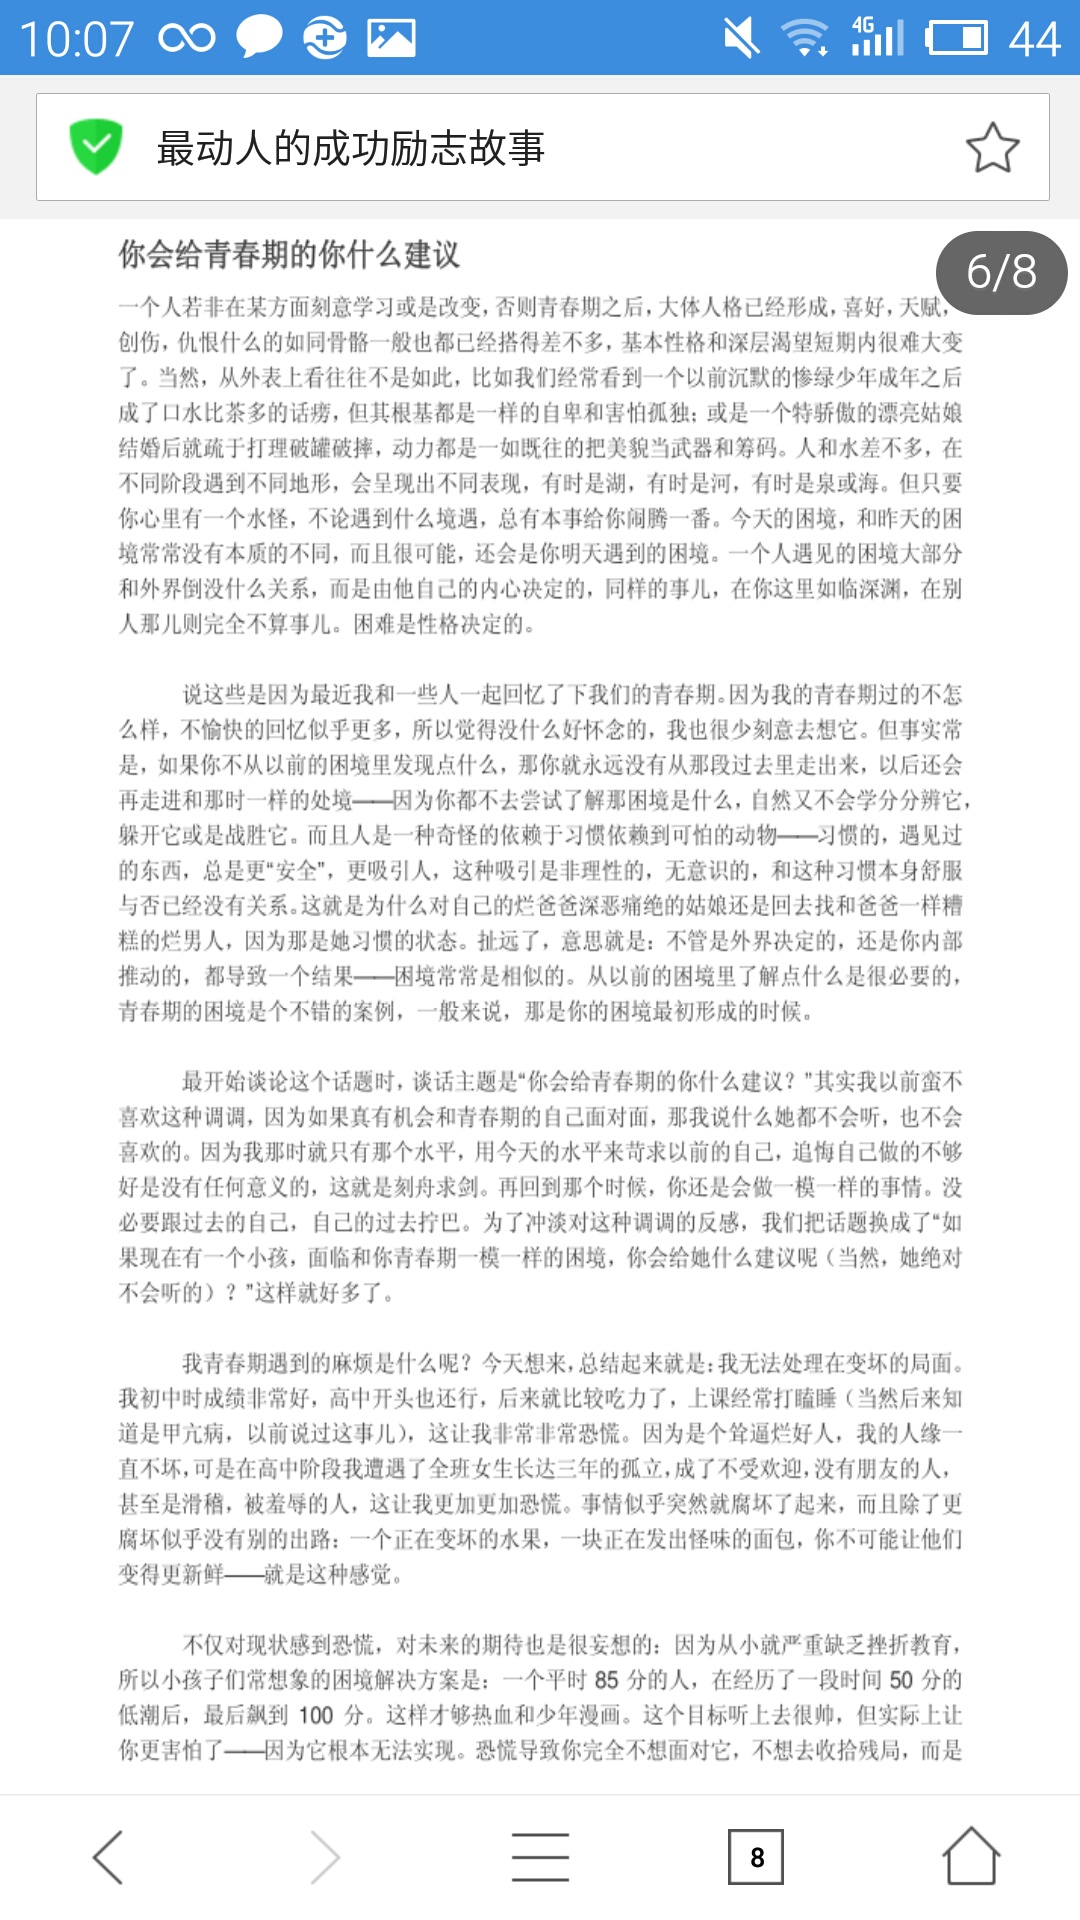 10:07
4G
44
最动人的成功励志故事
6/8
你会给青春期的你什么建议
一个人若非在某方面刻意学习或是改变，否则青春期之后，大体人格已经形成，喜好，天赋，
创伤，仇恨什么的如同骨骼一般也都已经搭得差不多，基本性格和深层渴望短期内很难大变
了。当然，从外表上看往往不是如此，比如我们经常看到一个以前沉默的惨绿少年成年之后
成了口水比茶多的话痨，但其根基都是一样的自卑和害怕孤独；或是一个特骄傲的漂亮姑娘
结婚后就疏于打理破罐破摔，动力都是一如既往的把美貌当武器和筹码。人和水差不多，在
不同阶段遇到不同地形，会呈现出不同表现，有时是湖，有时是河，有时是泉或海。但只要
你心里有一个水怪，不论遇到什么境遇，总有本事给你闹腾一番。今天的困境，和昨天的困
境常常没有本质的不同，而且很可能，还会是你明天遇到的困境。一个人遇见的困境大部分
和外界倒没什么关系，而是由他自己的内心决定的，同样的事儿，在你这里如临深渊，在别
人那儿则完全不算事儿。困难是性格决定的。
说这些是因为最近我和一些人一起回忆了下我们的青春期。因为我的青春期过的不怎
么样，不愉快的回忆似乎更多，所以觉得没什么好怀念的，我也很少刻意去想它。但事实常
是，如果你不从以前的困境里发现点什么，那你就永远没有从那段过去里走出来，以后还会
再走进和那时一样的处境——因为你都不去尝试了解那困境是什么，自然又不会学分分辨它，
躲开它或是战胜它。而且人是一种奇怪的依赖于习惯依赖到可怕的动物——习惯的，遇见过
的东西，总是更“安全”，更吸引人，这种吸引是非理性的，无意识的，和这种习惯本身舒服
与否已经没有关系。这就是为什么对自己的烂爸爸深恶痛绝的姑娘还是回去找和爸爸一样糟
糕的烂男人，因为那是她习惯的状态。扯远了，意思就是：不管是外界决定的，还是你内部
推动的，都导致一个结果——困境常常是相似的。从以前的困境里了解点什么是很必要的，
青春期的困境是个不错的案例，一般来说，那是你的困境最初形成的时候。
最开始谈论这个话题时，谈话主题是“你会给青春期的你什么建议？”其实我以前蛮不
喜欢这种调调，因为如果真有机会和青春期的自己面对面，那我说什么她都不会听，也不会
喜欢的。因为我那时就只有那个水平，用今天的水平来苛求以前的自己，追悔自己做的不够
好是没有任何意义的，这就是刻舟求剑。再回到那个时候，你还是会做一模一样的事情。没
必要跟过去的自己，自己的过去拧巴。为了冲淡对这种调调的反感，我们把话题换成了“如
果现在有一个小孩，面临和你青春期一模一样的困境，你会给她什么建议呢（当然，她绝对
不会听的）？”这样就好多了。
我青春期遇到的麻烦是什么呢？今天想来，总结起来就是：我无法处理在变坏的局面。
我初中时成绩非常好，高中开头也还行，后来就比较吃力了，上课经常打瞌睡（当然后来知
道是甲亢病，以前说过这事儿），这让我非常非常恐慌。因为是个耸逼烂好人，我的人缘一
直不坏，可是在高中阶段我遭遇了全班女生长达三年的孤立，成了不受欢迎，没有朋友的人，
甚至是滑稽，被羞辱的人，这让我更加更加恐慌。事情似乎突然就腐坏了起来，而且除了更
腐坏似乎没有别的出路：一个正在变坏的水果，一块正在发出怪味的面包，你不可能让他们
变得更新鲜——就是这种感觉。
不仅对现状感到恐慌，对未来的期待也是很妄想的：因为从小就严重缺乏挫折教育，
所以小孩子们常想象的困境解决方案是：一个平时 85 分的人，在经历了一段时间 50 分的
低潮后，最后飙到 100 分。这样才够热血和少年漫画。这个目标听上去很帅，但实际上让
你更害怕了——因为它根本无法实现。恐慌导致你完全不想面对它，不想去收拾残局，而是
8